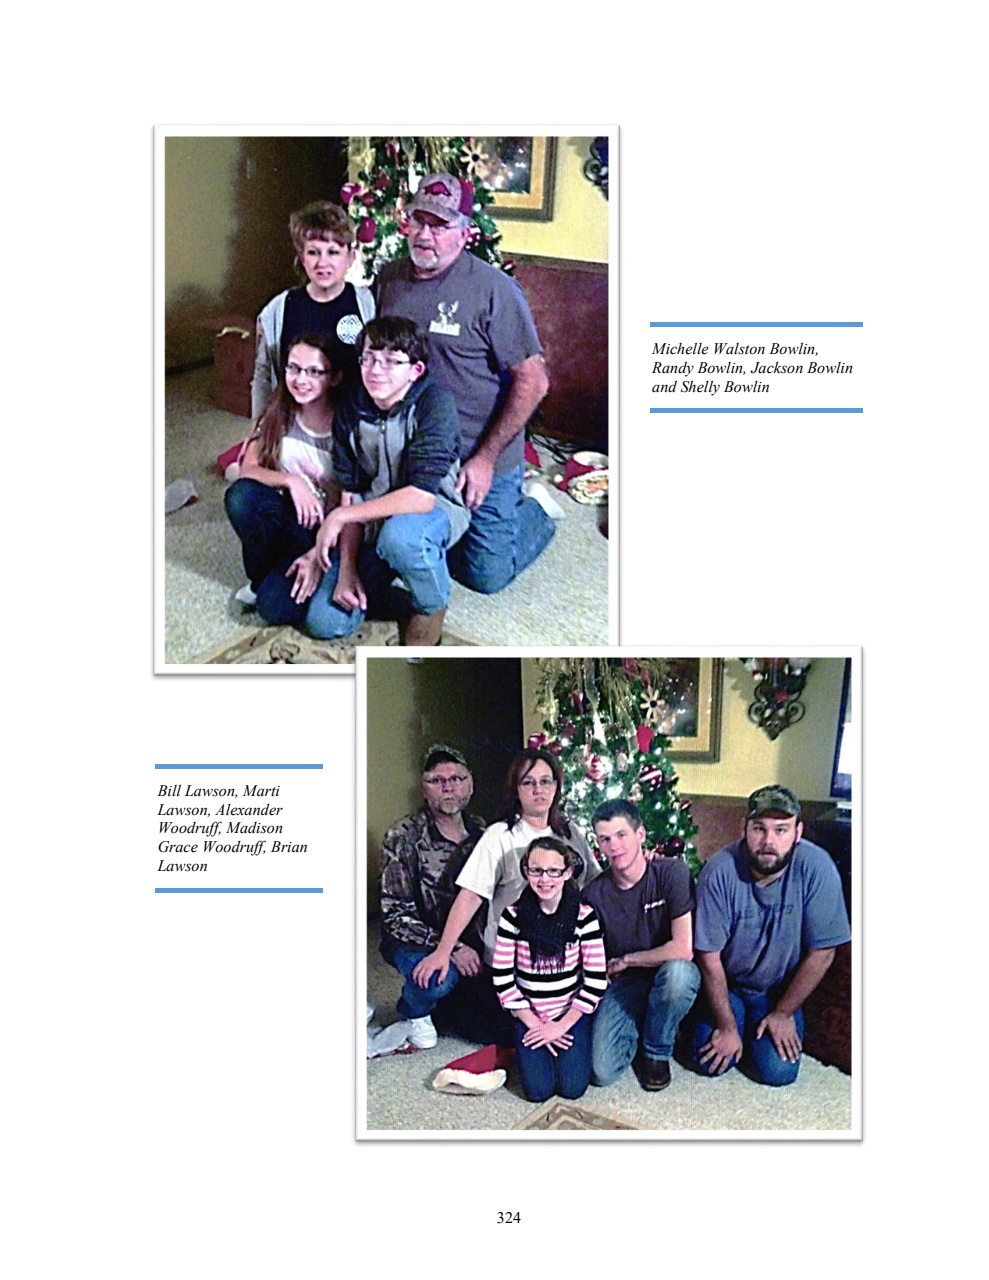 Michelle Walston Bowlin,
Randy Bowlin, Jackson Bowlin
and Shelly Bowlin
Bill Lawson, Marti
Lawson, Alexander
Woodruff, Madison
Grace Woodruff, Brian
Lawson
324